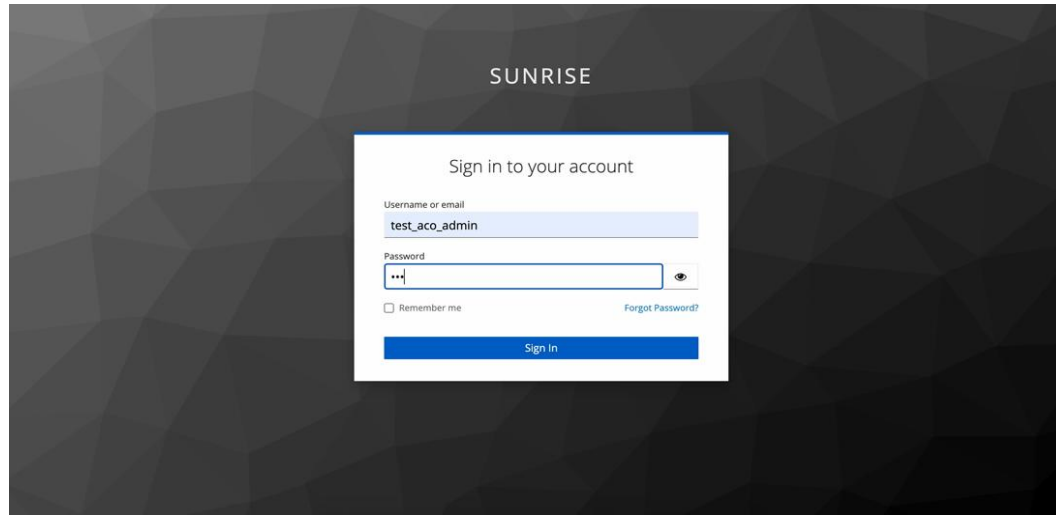 SUNRISE
Sign in to your account
Username or email
test_aco_admin
Password
•••
Remember me Forgot Password?
Sign In